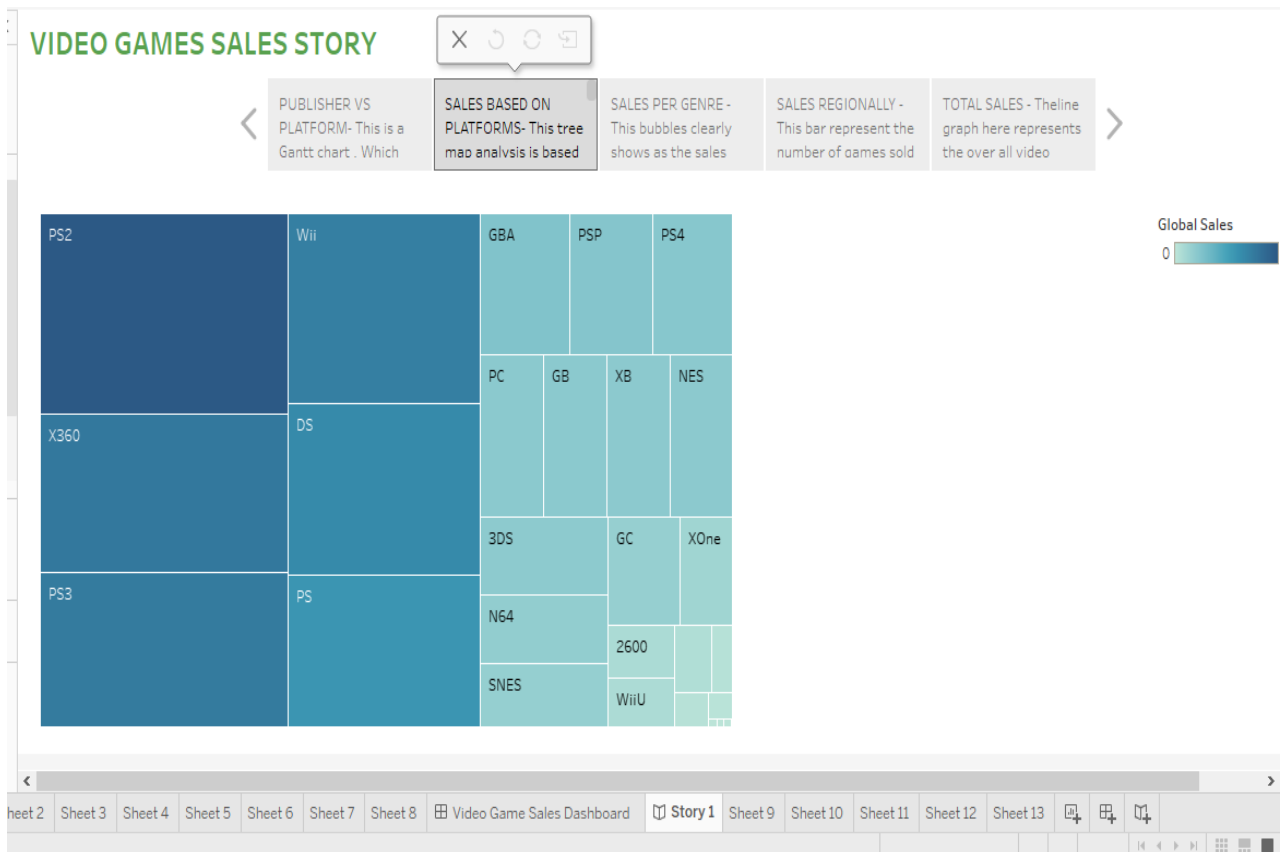 VIDEO GAMES SALES STORY
PUBLISHER VS
PLATFORM- This is a
Gantt chart . Which
SALES BASED ON
PLATFORMS- This tree
map analysis is based
SALES PER GENRE -
This bubbles clearly
shows as the sales
SALES REGIONALLY -
This bar represent the
number of games sold
TOTAL SALES - Theline
graph here represents
the over all video
PS2
Wii
GBA
PSP
PS4
Global Sales
0
PC
GB
XB
NES
X360
DS
3DS
GC
XOne
PS3
PS
N64
2600
SNES
WiiU
heet 2
Sheet 3
Sheet 4
Sheet 5
Sheet 6
Sheet 7
Sheet 8
Video Game Sales Dashboard
Story 1
Sheet 9
Sheet 10
Sheet 11
Sheet 12
Sheet 13